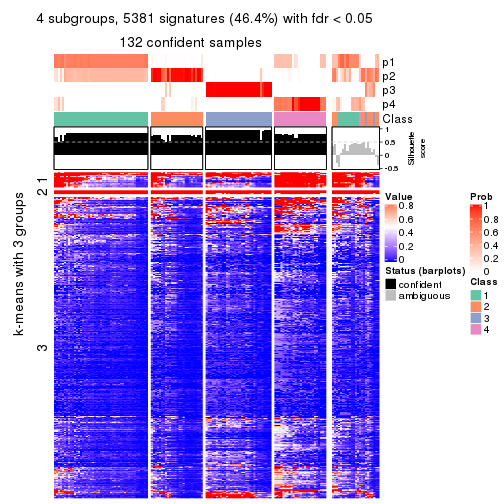 4 subgroups, 5381 signatures (46.4%) with fdr < 0.05
132 confident samples
p1
p2
p3
p4
Class
1
0.5
0
-0.5
Silhouette
score
k-means with 3 groups
1
2
3
Value
0.8
0.6
0.4
0.2
0
Status (barplots)
confident
ambiguous
Prob
1
0.8
0.6
0.4
0.2
0
Class
1
2
3
4